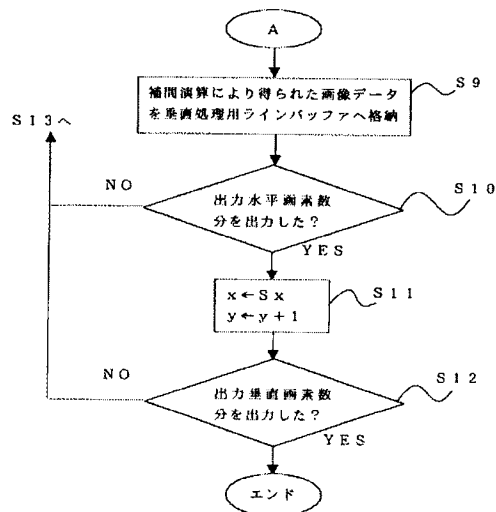 A
補間演算により得られた画像データ
を垂直処理用ラインバッファへ格納
S9
S13へ
NO
出力水平画素数
分を出力した？
S10
YES
x←Sx
y←y+1
S11
NO
出力垂直画素数
分を出力した？
S12
YES
エンド